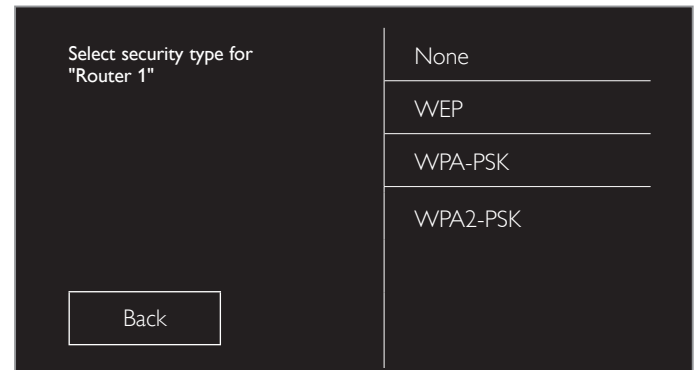 Select security type for
"Router 1"
None
WEP
WPA-PSK
WPA2-PSK
Back